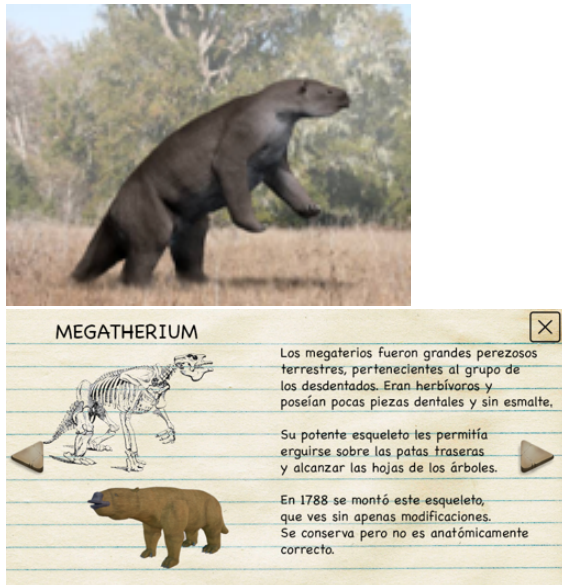 MEGATHERIUM
Los megaterios fueron grandes perezosos
terrestres, pertenecientes al grupo de
los desdentados. Eran herbívoros y
poseían pocas piezas dentales y sin esmalte.
Su potente esqueleto les permitía
erguirse sobre las patas traseras
y alcanzar las hojas de los árboles.
En 1788 se montó este esqueleto,
que ves sin apenas modificaciones.
Se conserva pero no es anatómicamente
correcto.